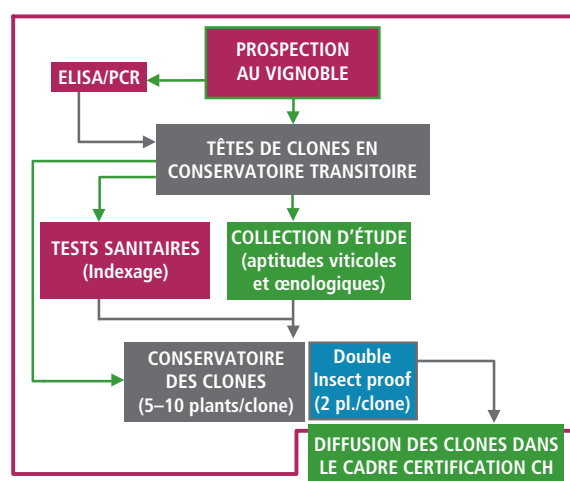 PROSPECTION
AU VIGNOBLE
ELISA/PCR
TÊTES DE CLONES EN
CONSERVATOIRE TRANSITOIRE
TESTS SANITAIRES
(Indexage)
COLLECTION D’ÉTUDE
(aptitudes viticoles
et œnologiques)
CONSERVATOIRE
DES CLONES
(5–10 plants/clone)
Double
Insect proof
(2 pl./clone)
DIFFUSION DES CLONES DANS
LE CADRE CERTIFICATION CH